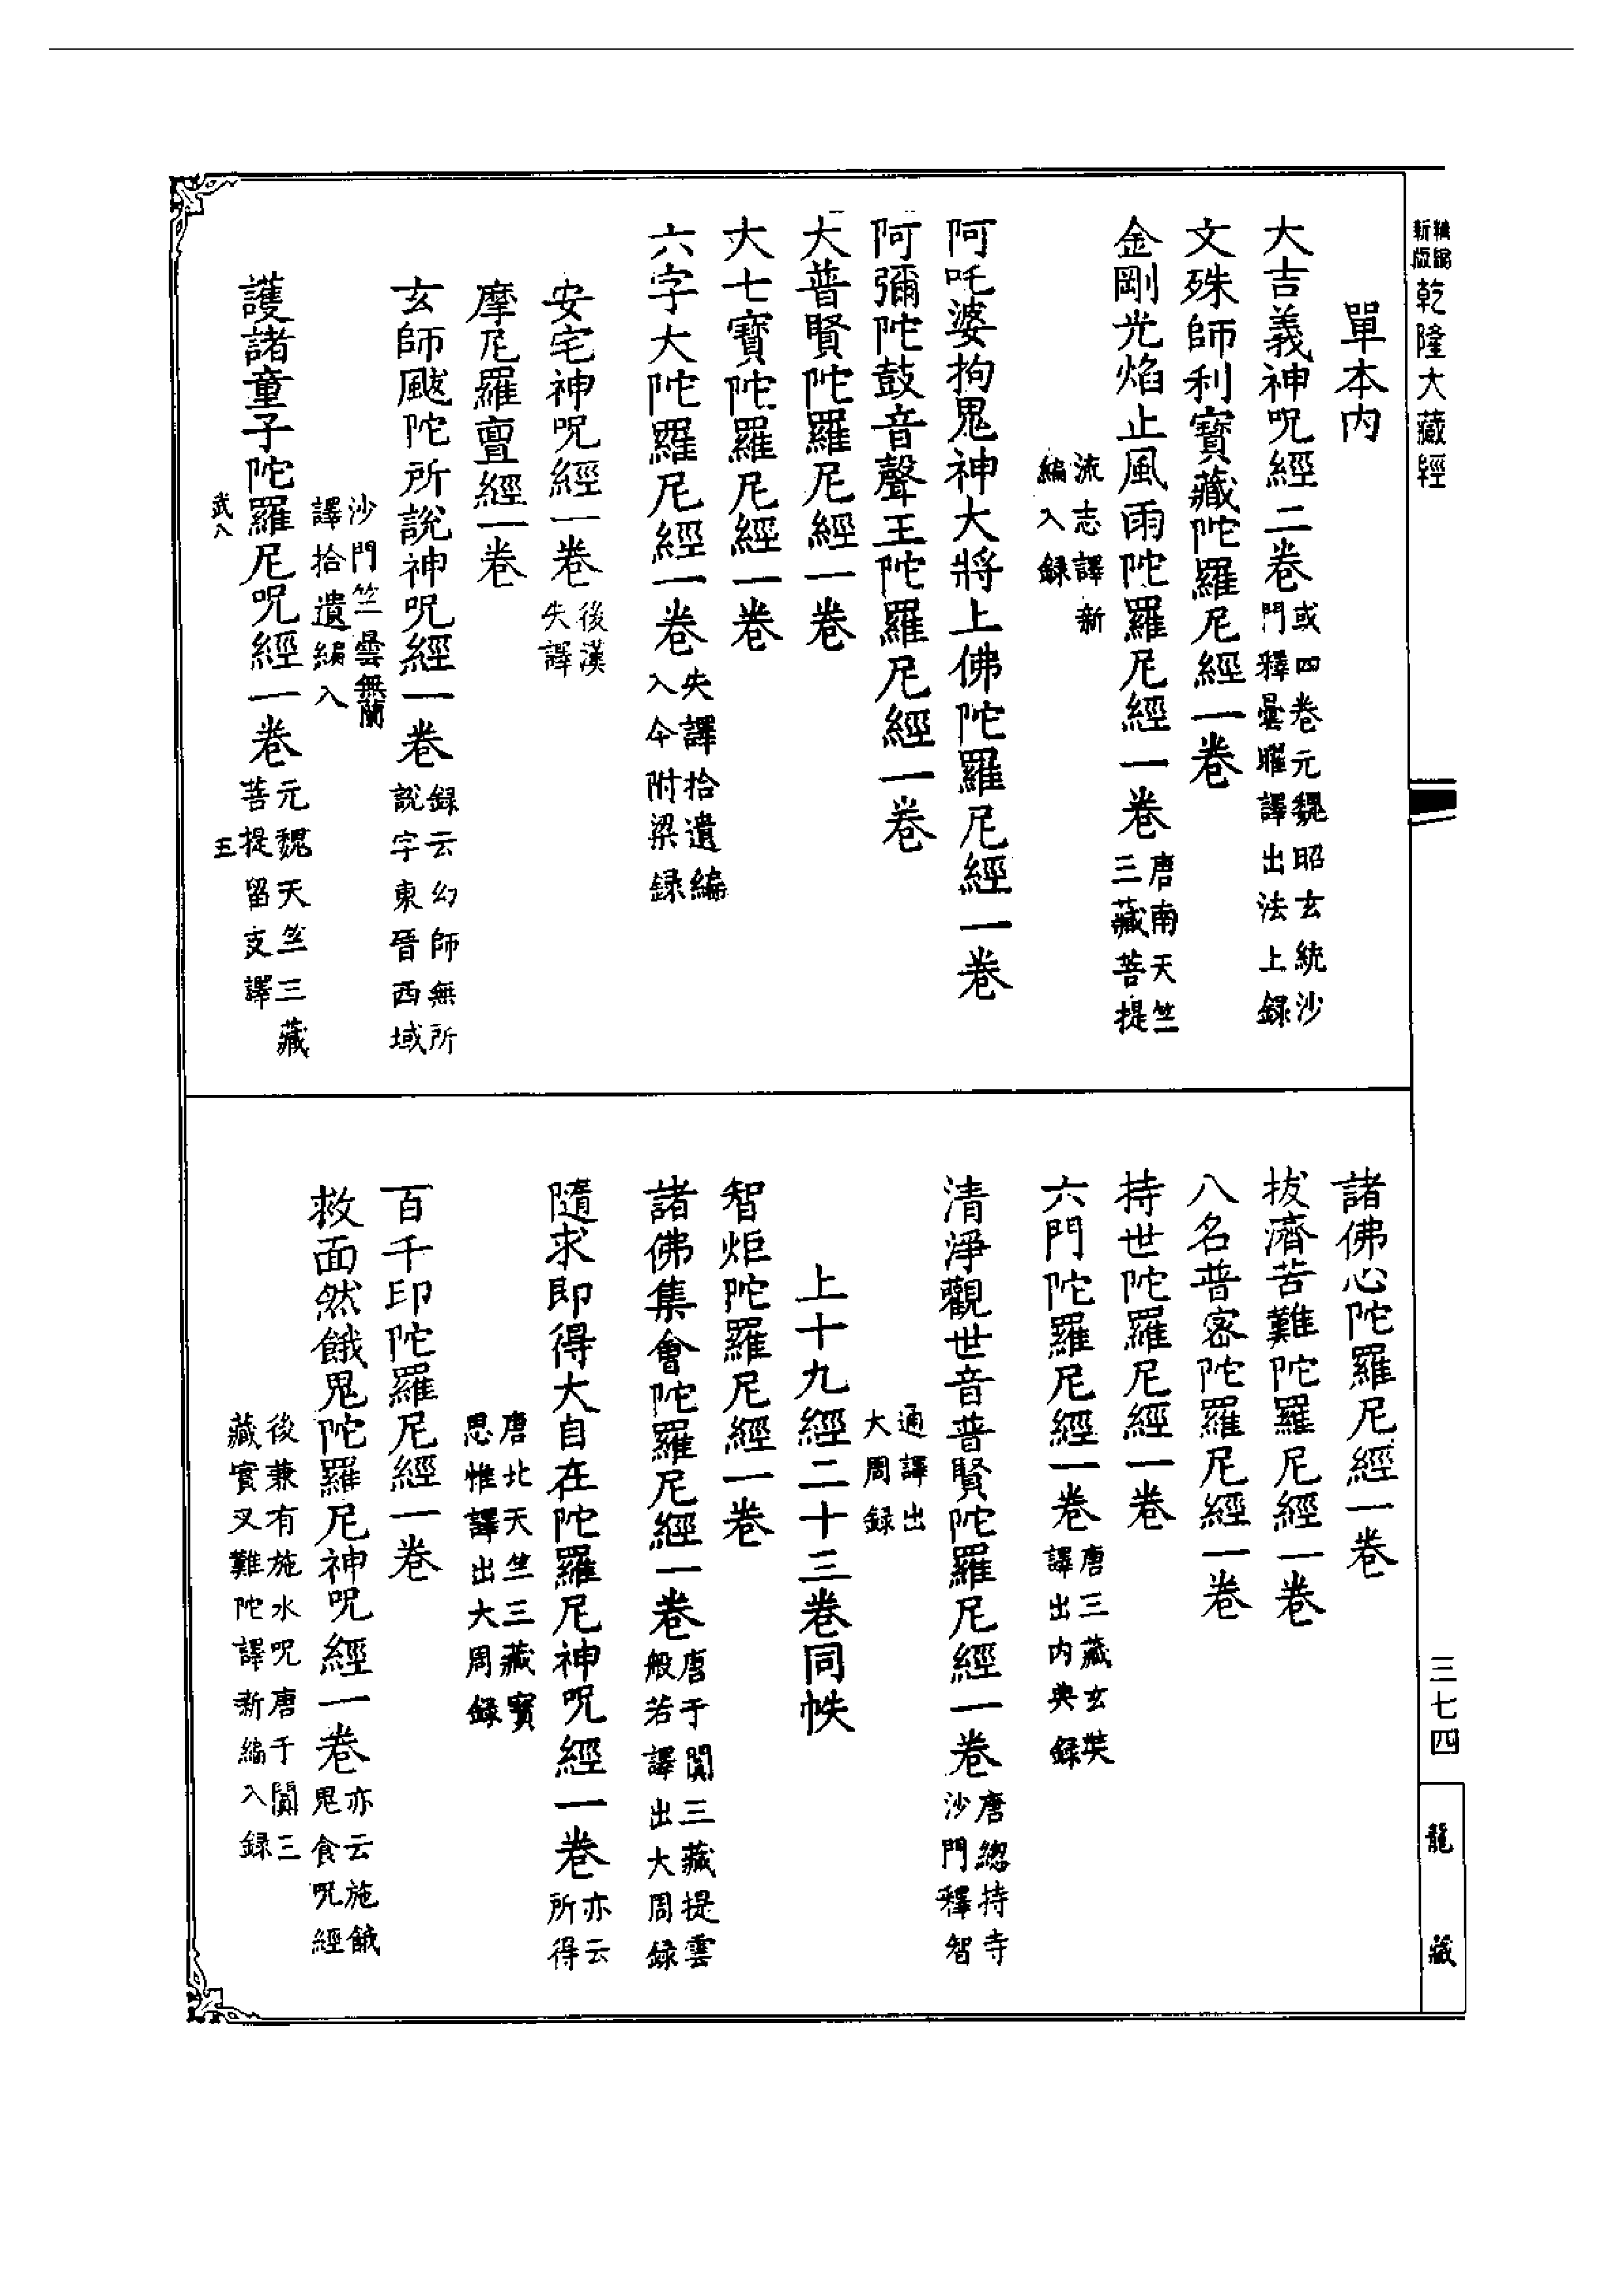 新版精編乾隆大藏經
單本内
大吉義神呪經二卷或四卷元魏昭玄統沙門釋曇曜譯出法上録
文殊師利寶藏陀羅尼經一卷
金剛光焰止風雨陀羅尼經一卷唐南天竺三藏菩提
流志譯新編入録
阿吒婆拘鬼神大將上佛陀羅尼經一卷
阿彌陀鼓音聲王陀羅尼經一卷
大普賢陀羅尼經一卷
大七寶陀羅尼經一卷
六字大陀羅尼經一卷失譯拾遺編入今附梁録
安宅神呪經一卷後漢失譯
摩尼羅亶經一卷
玄師颰陀所說神呪經一卷録云幻師無所說字東晉西域
沙門竺曇無蘭譯拾遺編入
護諸童子陀羅尼呪經一卷元魏天竺三藏菩提留支譯
武八 五
諸佛心陀羅尼經一卷
拔濟苦難陀羅尼經一卷
八名普密陀羅尼經一卷
持世陀羅尼經一卷
六門陀羅尼經一卷唐三藏玄奘譯出内典録
清淨觀世音普賢陀羅尼經一卷唐緫持寺沙門釋智
通譯出大周録
上十九經二十三卷同帙
智炬陀羅尼經一卷
諸佛集會陀羅尼經一卷唐于闐三藏提雲般若譯出大周録
隨求即得大自在陀羅尼神呪經一卷亦云所得
唐北天竺三藏寶思惟譯出大周録
百千印陀羅尼經一卷
救面然餓鬼陀羅尼神呪經一卷亦云施餓鬼食呪經
後兼有施水呪唐于闐三藏實叉難陀譯新編入録
三七四
龍藏